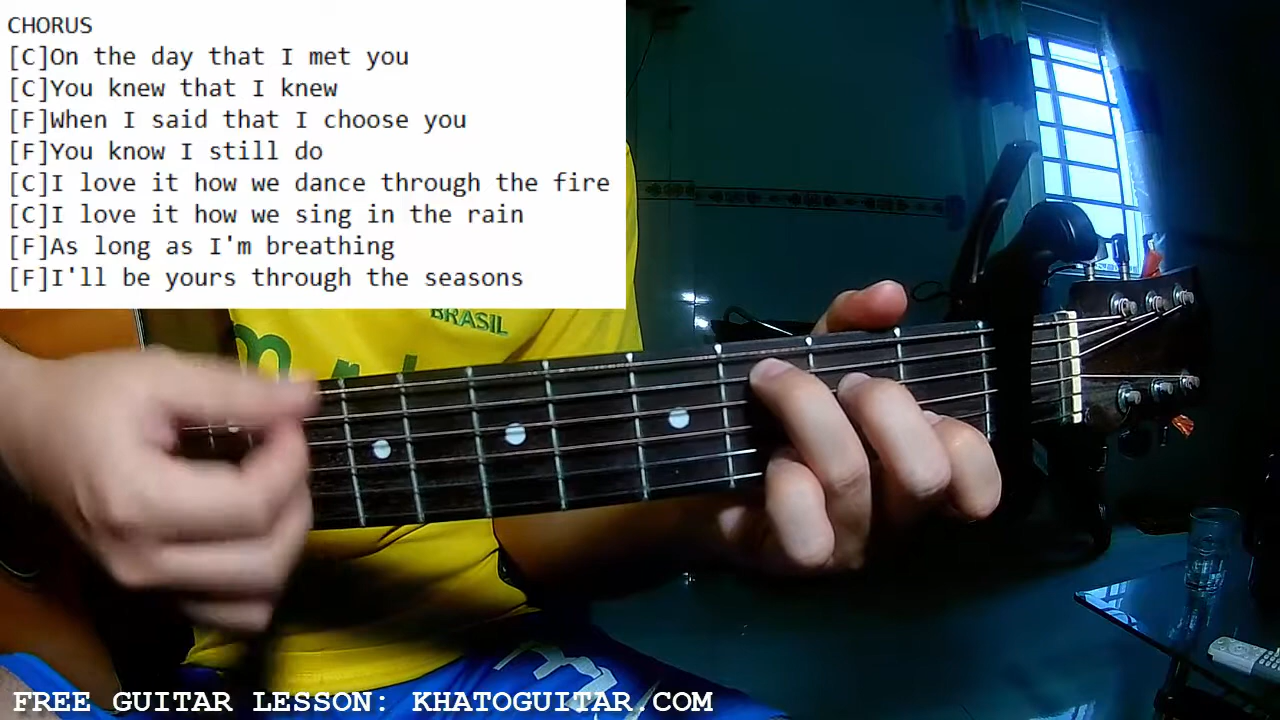 CHORUS
[C]On the day that I met you
[C]You knew that I knew
[F]When I said that I choose you
[F]You know I still do
[C]I love it how we dance through the fire
[C]I love it how we sing in the rain
[F]As long as I'm breathing
[F]I'll be yours through the seasons
BRASIL
FREE GUITAR LESSON: KHATOGUITAR.COM